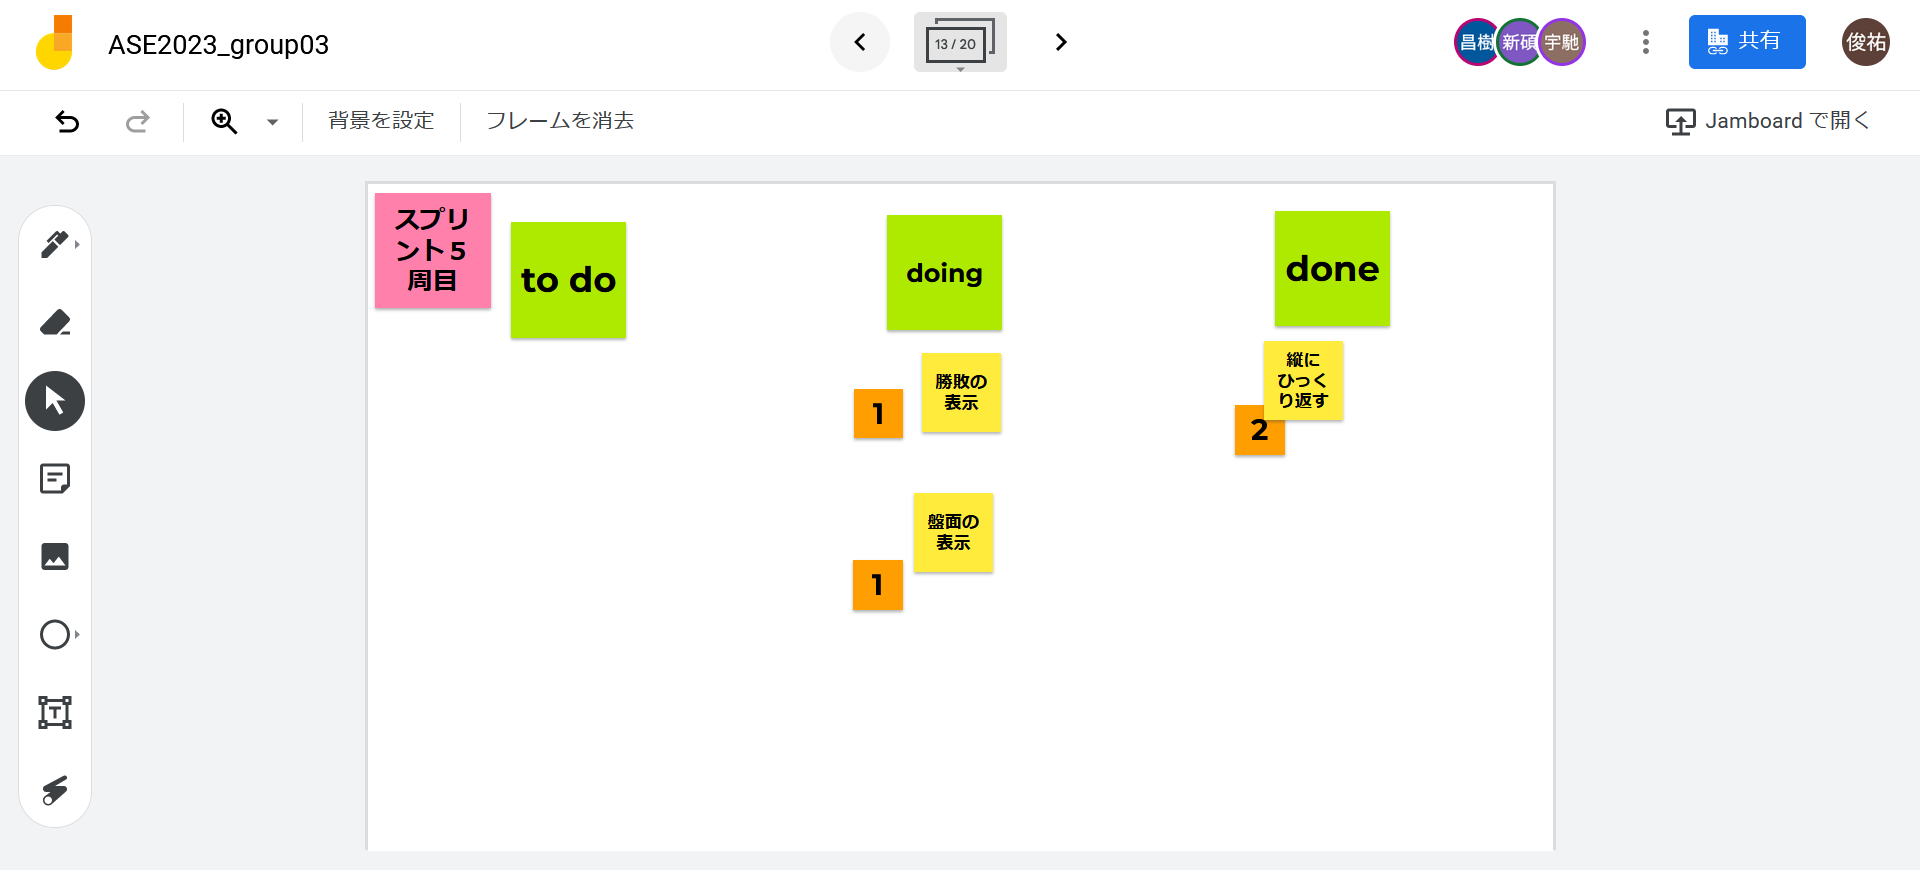 ASE2023_group03
13 / 20
昌樹
新碩
宇馳
共有
俊祐
背景を設定
フレームを消去
Jamboard で開く
スプリ
ント５
周目
to do
doing
done
勝敗の
表示
1
縦に
ひっく
り返す
2
盤面の
表示
1